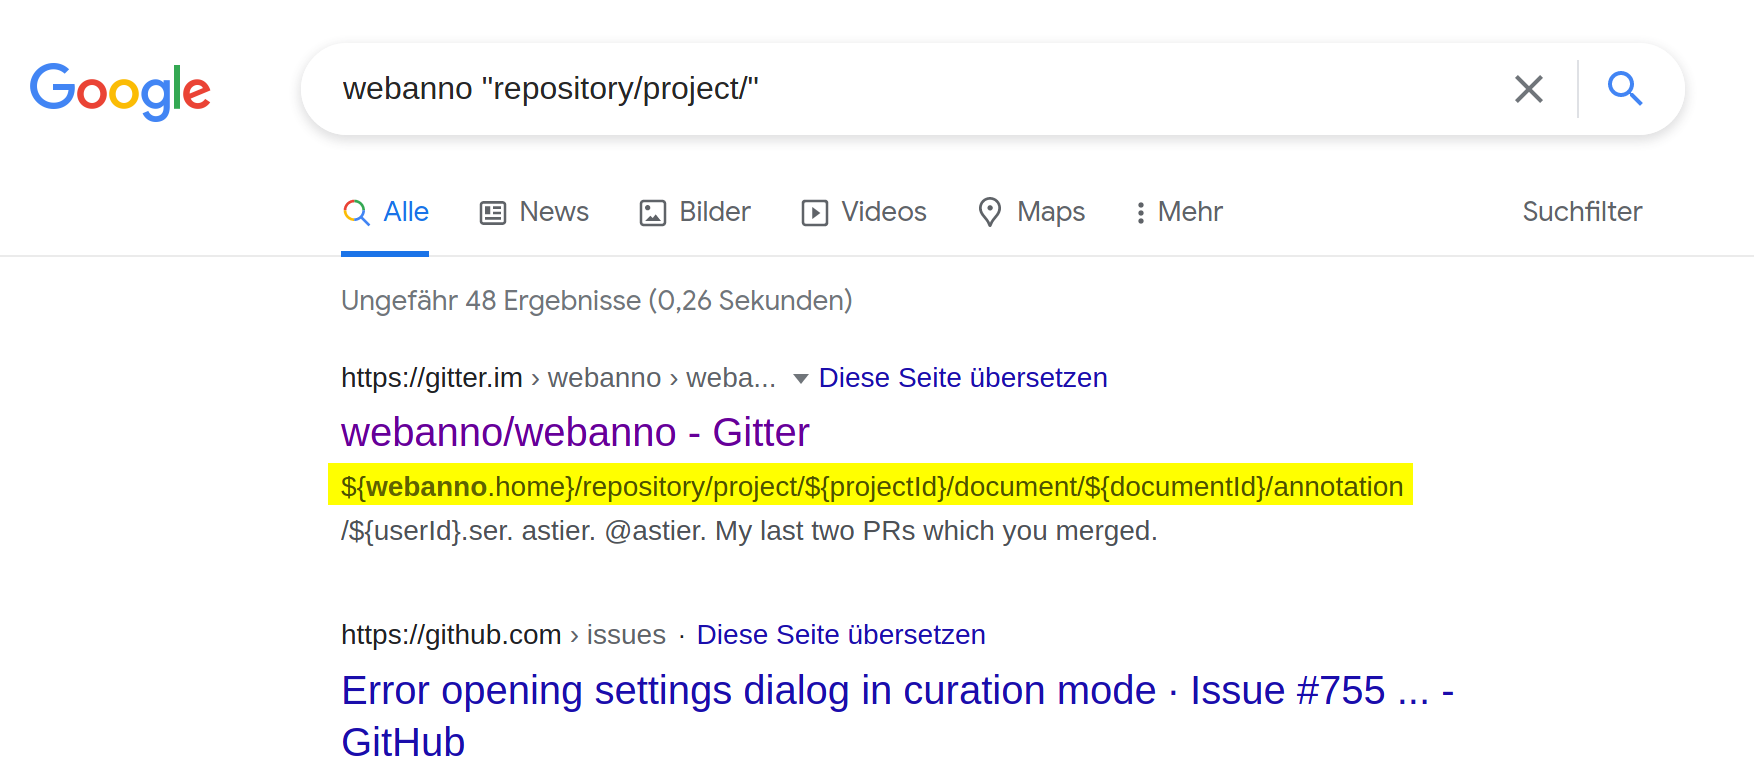 Google
webanno "repository/project/"
Alle News Bilder Videos Maps Mehr Suchfilter
Ungefähr 48 Ergebnisse (0,26 Sekunden)
https://gitter.im › webanno › weba... Diese Seite übersetzen
webanno/webanno - Gitter
${webanno.home}/repository/project/${projectId}/document/${documentId}/annotation
/${userId}.ser. astier. @astier. My last two PRs which you merged.
https://github.com › issues · Diese Seite übersetzen
Error opening settings dialog in curation mode · Issue #755 ... -
GitHub